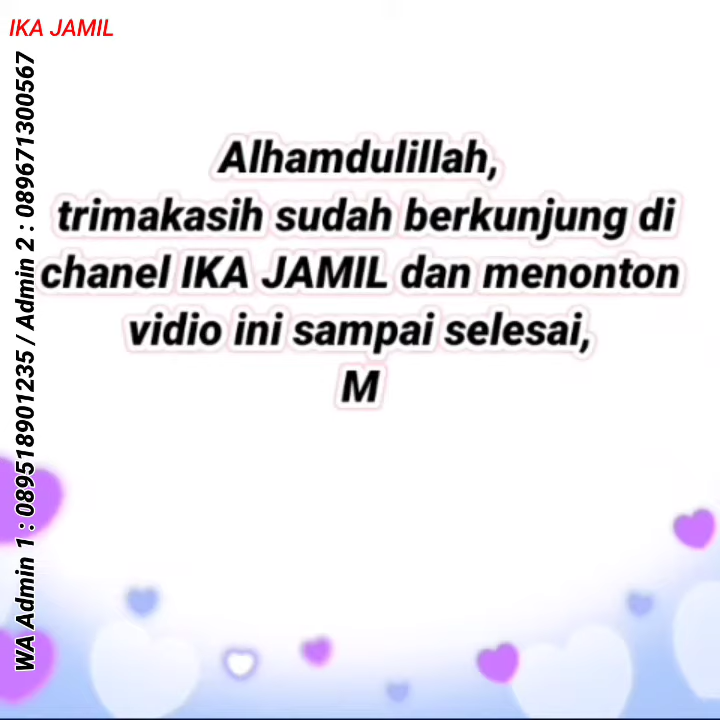 IKA JAMIL
WA Admin 1 : 089518901235 / Admin 2 : 089671300567
Alhamdulillah,
trimakasih sudah berkunjung di
chanel IKA JAMIL dan menonton
vidio ini sampai selesai,
M